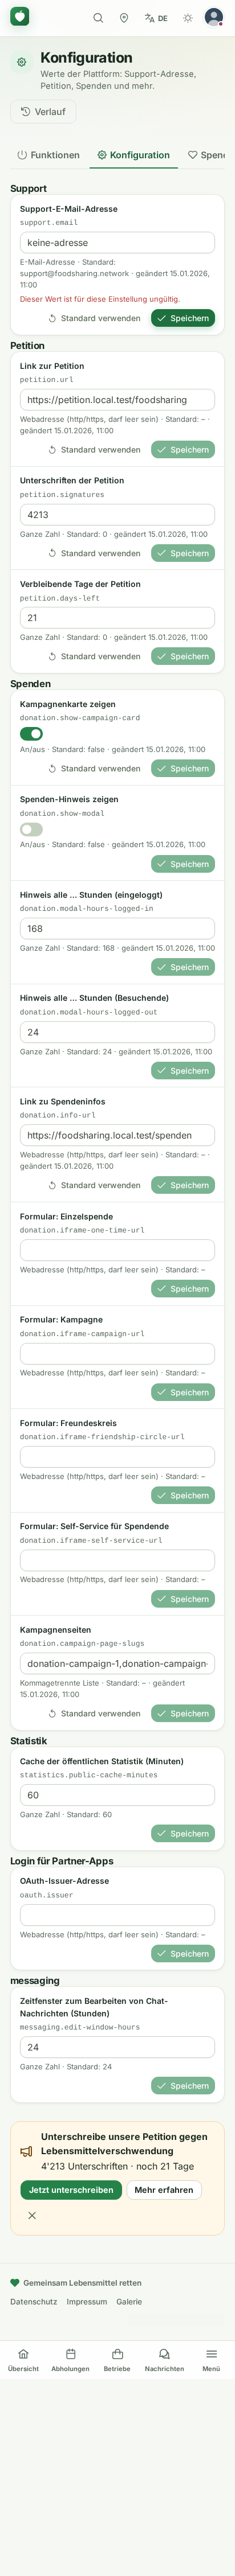 DE
Konfiguration
Werte der Plattform: Support-Adresse,
Petition, Spenden und mehr.
Verlauf
Funktionen
Konfiguration
Spend
Support
Support-E-Mail-Adresse
support.email
keine-adresse
E-Mail-Adresse · Standard:
support@foodsharing.network · geändert 15.01.2026,
11:00
Dieser Wert ist für diese Einstellung ungültig.
Standard verwenden
Speichern
Petition
Link zur Petition
petition.url
https://petition.local.test/foodsharing
Webadresse (http/https, darf leer sein) · Standard: – ·
geändert 15.01.2026, 11:00
Standard verwenden
Speichern
Unterschriften der Petition
petition.signatures
4213
Ganze Zahl · Standard: 0 · geändert 15.01.2026, 11:00
Standard verwenden
Speichern
Verbleibende Tage der Petition
petition.days-left
21
Ganze Zahl · Standard: 0 · geändert 15.01.2026, 11:00
Standard verwenden
Speichern
Spenden
Kampagnenkarte zeigen
donation.show-campaign-card
An/aus · Standard: false · geändert 15.01.2026, 11:00
Standard verwenden
Speichern
Spenden-Hinweis zeigen
donation.show-modal
An/aus · Standard: false · geändert 15.01.2026, 11:00
Speichern
Hinweis alle … Stunden (eingeloggt)
donation.modal-hours-logged-in
168
Ganze Zahl · Standard: 168 · geändert 15.01.2026, 11:00
Speichern
Hinweis alle … Stunden (Besuchende)
donation.modal-hours-logged-out
24
Ganze Zahl · Standard: 24 · geändert 15.01.2026, 11:00
Speichern
Link zu Spendeninfos
donation.info-url
https://foodsharing.local.test/spenden
Webadresse (http/https, darf leer sein) · Standard: – ·
geändert 15.01.2026, 11:00
Standard verwenden
Speichern
Formular: Einzelspende
donation.iframe-one-time-url
Webadresse (http/https, darf leer sein) · Standard: –
Speichern
Formular: Kampagne
donation.iframe-campaign-url
Webadresse (http/https, darf leer sein) · Standard: –
Speichern
Formular: Freundeskreis
donation.iframe-friendship-circle-url
Webadresse (http/https, darf leer sein) · Standard: –
Speichern
Formular: Self-Service für Spendende
donation.iframe-self-service-url
Webadresse (http/https, darf leer sein) · Standard: –
Speichern
Kampagnenseiten
donation.campaign-page-slugs
donation-campaign-1,donation-campaign-
Kommagetrennte Liste · Standard: – · geändert
15.01.2026, 11:00
Standard verwenden
Speichern
Statistik
Cache der öffentlichen Statistik (Minuten)
statistics.public-cache-minutes
60
Ganze Zahl · Standard: 60
Speichern
Login für Partner-Apps
OAuth-Issuer-Adresse
oauth.issuer
Webadresse (http/https, darf leer sein) · Standard: –
Speichern
messaging
Zeitfenster zum Bearbeiten von Chat-
Nachrichten (Stunden)
messaging.edit-window-hours
24
Ganze Zahl · Standard: 24
Speichern
Unterschreibe unsere Petition gegen
Lebensmittelverschwendung
4'213 Unterschriften · noch 21 Tage
Jetzt unterschreiben
Mehr erfahren
Gemeinsam Lebensmittel retten
Datenschutz
Impressum
Galerie
Übersicht
Abholungen
Betriebe
Nachrichten
Menü